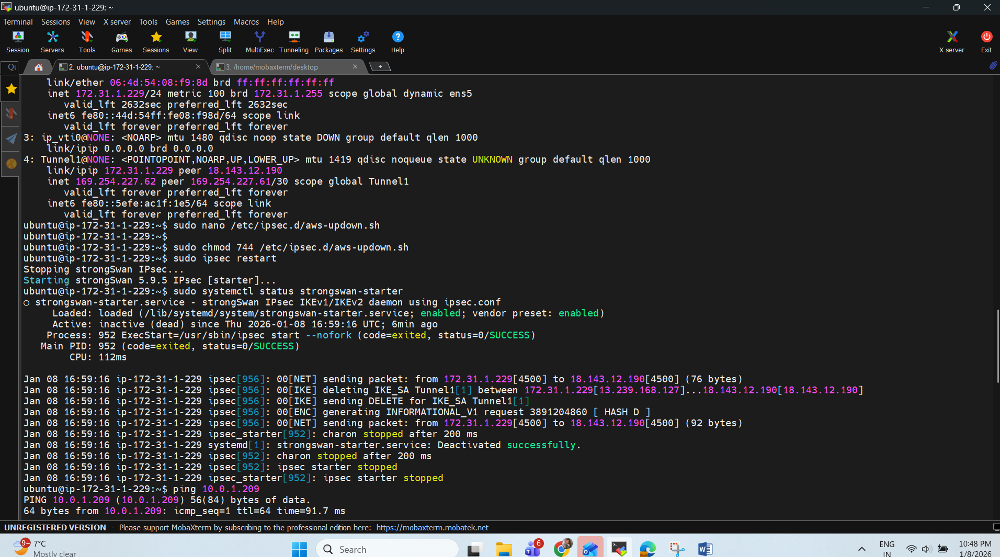 ubuntu@ip-172-31-1-229: ~
Terminal Sessions View X server Tools Games Settings Macros Help
Session Servers Tools Games Sessions View Split MultiExec Tunneling Packages Settings Help X server Exit
2. ubuntu@ip-172-31-1-229: ~ 3. /home/mobaxterm/desktop
link/ether 06:4d:54:08:f9:8d brd ff:ff:ff:ff:ff:ff
inet 172.31.1.229/24 metric 100 brd 172.31.1.255 scope global dynamic ens5
valid_lft 2632sec preferred_lft 2632sec
inet6 fe80::44d:54ff:fe08:f98d/64 scope link
valid_lft forever preferred_lft forever
3: ip_vti0@NONE: <NOARP> mtu 1480 qdisc noop state DOWN group default qlen 1000
link/ipip 0.0.0.0 brd 0.0.0.0
4: Tunnel1@NONE: <POINTOPOINT,NOARP,UP,LOWER_UP> mtu 1419 qdisc noqueue state UNKNOWN group default qlen 1000
link/ipip 172.31.1.229 peer 18.143.12.190
inet 169.254.227.62 peer 169.254.227.61/30 scope global Tunnel1
valid_lft forever preferred_lft forever
inet6 fe80::5efe:ac1f:1e5/64 scope link
valid_lft forever preferred_lft forever
ubuntu@ip-172-31-1-229:~$ sudo nano /etc/ipsec.d/aws-updown.sh
ubuntu@ip-172-31-1-229:~$
ubuntu@ip-172-31-1-229:~$ sudo chmod 744 /etc/ipsec.d/aws-updown.sh
ubuntu@ip-172-31-1-229:~$ sudo ipsec restart
Stopping strongSwan IPsec...
Starting strongSwan 5.9.5 IPsec [starter]...
ubuntu@ip-172-31-1-229:~$ sudo systemctl status strongswan-starter
○ strongswan-starter.service - strongSwan IPsec IKEv1/IKEv2 daemon using ipsec.conf
Loaded: loaded (/lib/systemd/system/strongswan-starter.service; enabled; vendor preset: enabled)
Active: inactive (dead) since Thu 2026-01-08 16:59:16 UTC; 6min ago
Process: 952 ExecStart=/usr/sbin/ipsec start --nofork (code=exited, status=0/SUCCESS)
Main PID: 952 (code=exited, status=0/SUCCESS)
CPU: 112ms
Jan 08 16:59:16 ip-172-31-1-229 ipsec[956]: 00[NET] sending packet: from 172.31.1.229[4500] to 18.143.12.190[4500] (76 bytes)
Jan 08 16:59:16 ip-172-31-1-229 ipsec[956]: 00[IKE] deleting IKE_SA Tunnel1[1] between 172.31.1.229[13.239.168.127]...18.143.12.190[18.143.12.190]
Jan 08 16:59:16 ip-172-31-1-229 ipsec[956]: 00[IKE] sending DELETE for IKE_SA Tunnel1[1]
Jan 08 16:59:16 ip-172-31-1-229 ipsec[956]: 00[ENC] generating INFORMATIONAL_V1 request 3891204860 [ HASH D ]
Jan 08 16:59:16 ip-172-31-1-229 ipsec[956]: 00[NET] sending packet: from 172.31.1.229[4500] to 18.143.12.190[4500] (92 bytes)
Jan 08 16:59:16 ip-172-31-1-229 ipsec_starter[952]: charon stopped after 200 ms
Jan 08 16:59:16 ip-172-31-1-229 systemd[1]: strongswan-starter.service: Deactivated successfully.
Jan 08 16:59:16 ip-172-31-1-229 ipsec[952]: charon stopped after 200 ms
Jan 08 16:59:16 ip-172-31-1-229 ipsec[952]: ipsec starter stopped
Jan 08 16:59:16 ip-172-31-1-229 ipsec_starter[952]: ipsec starter stopped
ubuntu@ip-172-31-1-229:~$ ping 10.0.1.209
PING 10.0.1.209 (10.0.1.209) 56(84) bytes of data.
64 bytes from 10.0.1.209: icmp_seq=1 ttl=64 time=91.7 ms
UNREGISTERED VERSION - Please support MobaXterm by subscribing to the professional edition here: https://mobaxterm.mobatek.net
9+ 7°C
Mostly clear
Search
6
ENG
IN
10:48 PM
1/8/2026